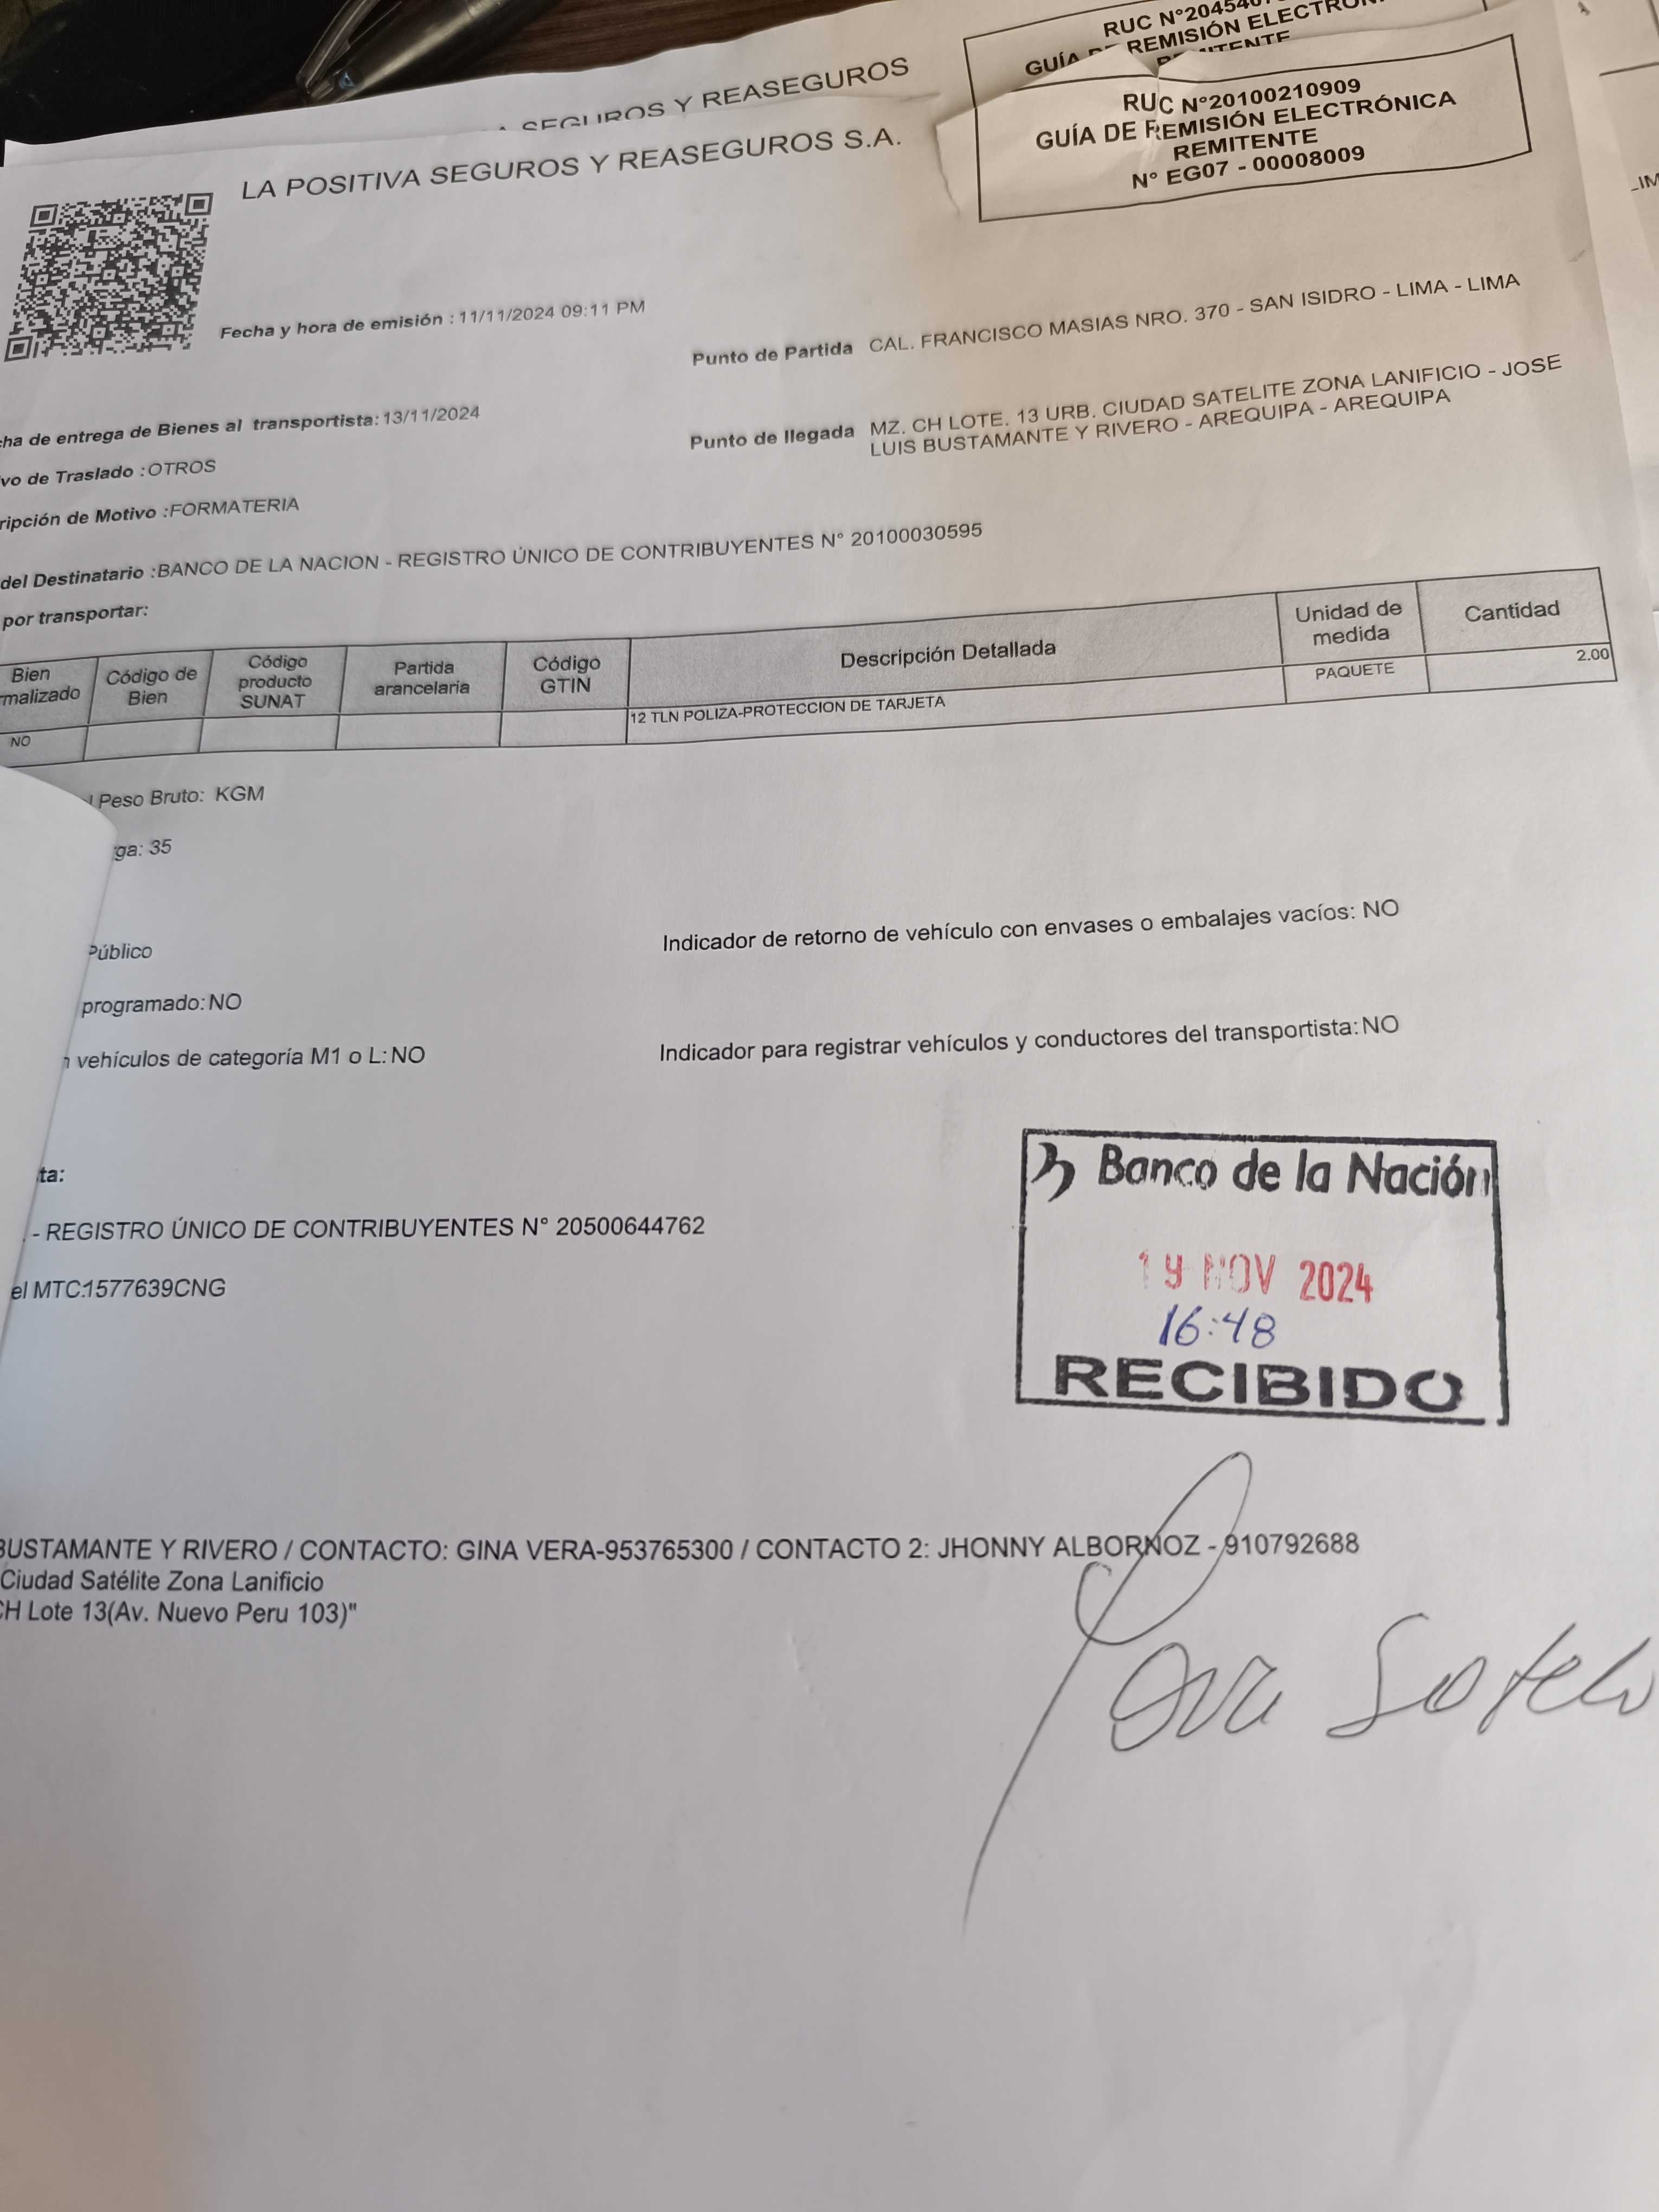 RUC N°204540
GUÍA DE REMISIÓN ELECTRÓNI
SEGUROS Y REASEGUROS
LA POSITIVA SEGUROS Y REASEGUROS S.A.
RUC N°20100210909
GUÍA DE REMISIÓN ELECTRÓNICA
REMITENTE
N° EG07 - 00008009
Fecha y hora de emisión : 11/11/2024 09:11 PM
Punto de Partida CAL. FRANCISCO MASIAS NRO. 370 - SAN ISIDRO - LIMA - LIMA
cha de entrega de Bienes al transportista: 13/11/2024
Punto de llegada MZ. CH LOTE. 13 URB. CIUDAD SATELITE ZONA LANIFICIO - JOSE
LUIS BUSTAMANTE Y RIVERO - AREQUIPA - AREQUIPA
vo de Traslado :OTROS
ripción de Motivo :FORMATERIA
del Destinatario :BANCO DE LA NACION - REGISTRO ÚNICO DE CONTRIBUYENTES N° 20100030595
por transportar:
Bien rmalizado Código de Bien Código producto SUNAT Partida arancelaria Código GTIN Descripción Detallada Unidad de medida Cantidad
NO 12 TLN POLIZA-PROTECCION DE TARJETA PAQUETE 2.00
l Peso Bruto: KGM
ga: 35
Público
Indicador de retorno de vehículo con envases o embalajes vacíos: NO
programado: NO
n vehículos de categoría M1 o L: NO
Indicador para registrar vehículos y conductores del transportista: NO
ta:
. - REGISTRO ÚNICO DE CONTRIBUYENTES N° 20500644762
el MTC:1577639CNG
Banco de la Nación
19 NOV 2024
16:48
RECIBIDO
BUSTAMANTE Y RIVERO / CONTACTO: GINA VERA-953765300 / CONTACTO 2: JHONNY ALBORNOZ - 910792688
Ciudad Satélite Zona Lanificio
CH Lote 13(Av. Nuevo Peru 103)"
Sotelo